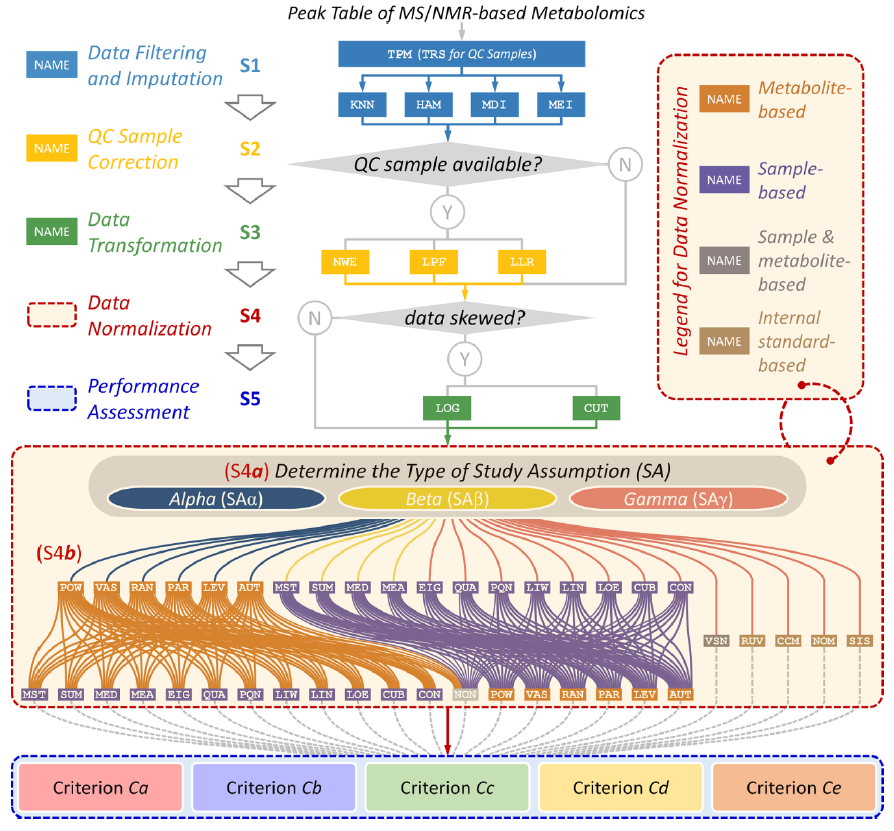 Peak Table of MS/NMR-based Metabolomics
NAME
Data Filtering
and Imputation
S1
NAME
QC Sample
Correction
S2
NAME
Data
Transformation
S3
Data
Normalization
S4
Performance
Assessment
S5
TPM (TRS for QC Samples)
KNN HAM MDI MEI
QC sample available?
N
Y
NWE LPF LLR
N
data skewed?
Y
LOG CUT
Legend for Data Normalization
NAME
Metabolite-
based
NAME
Sample-
based
NAME
Sample &
metabolite-
based
NAME
Internal
standard-
based
(S4a) Determine the Type of Study Assumption (SA)
Alpha (SAα) Beta (SAβ) Gamma (SAγ)
(S4b)
POW VAS RAN PAR LEV AUT MST SUM MED MEA EIG QUA PQN LIW LIN LOE CUB CON
VSN RUV CCM NOM SIS
MST SUM MED MEA EIG QUA PQN LIW LIN LOE CUB CON NON POW VAS RAN PAR LEV AUT
Criterion Ca Criterion Cb Criterion Cc Criterion Cd Criterion Ce